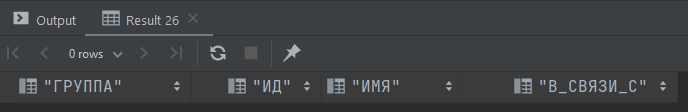 Output Result 26
0 rows
"ГРУППА" "ИД" "ИМЯ" "В_СВЯЗИ_С"